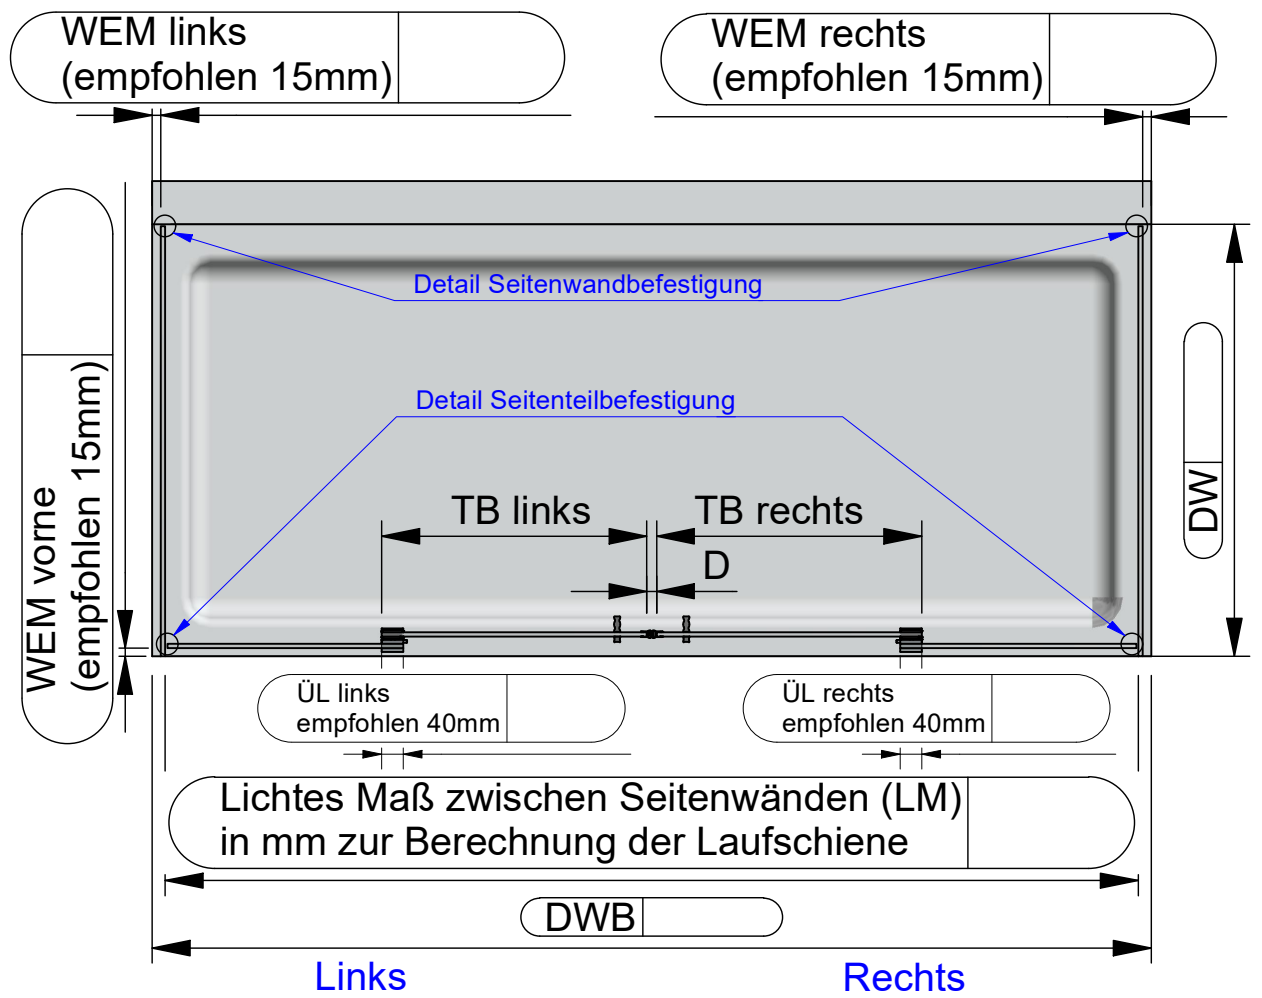 WEM links
(empfohlen 15mm)
WEM rechts
(empfohlen 15mm)
Detail Seitenwandbefestigung
WEM vorne
(empfohlen 15mm)
Detail Seitenteilbefestigung
DW
TB links
TB rechts
D
ÜL links
empfohlen 40mm
ÜL rechts
empfohlen 40mm
Lichtes Maß zwischen Seitenwänden (LM)
in mm zur Berechnung der Laufschiene
DWB
Links
Rechts